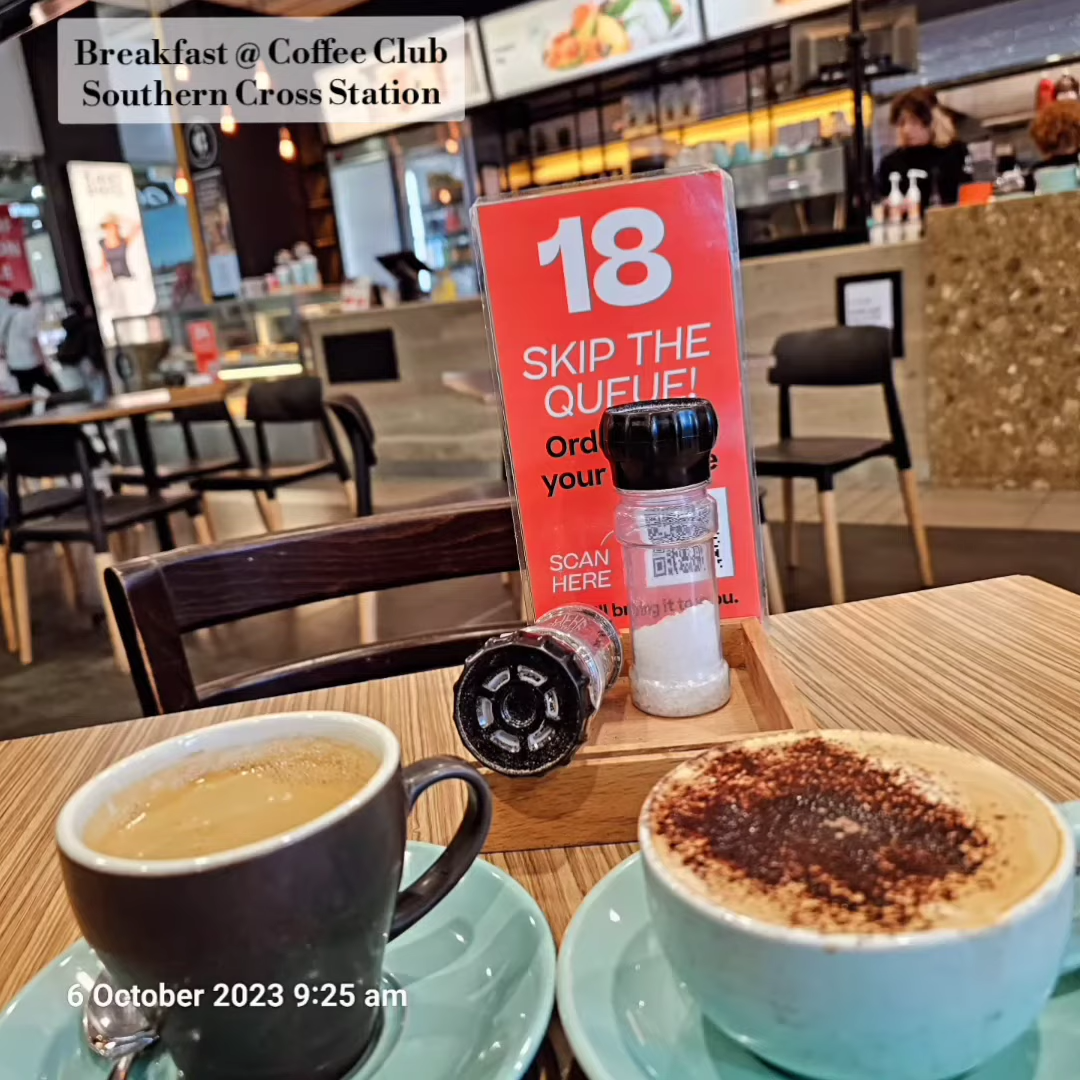 Breakfast @ Coffee Club
Southern Cross Station
18
SKIP THE
QUEUE!
your
SCAN
HERE
bring it to you.
6 October 2023 9:25 am